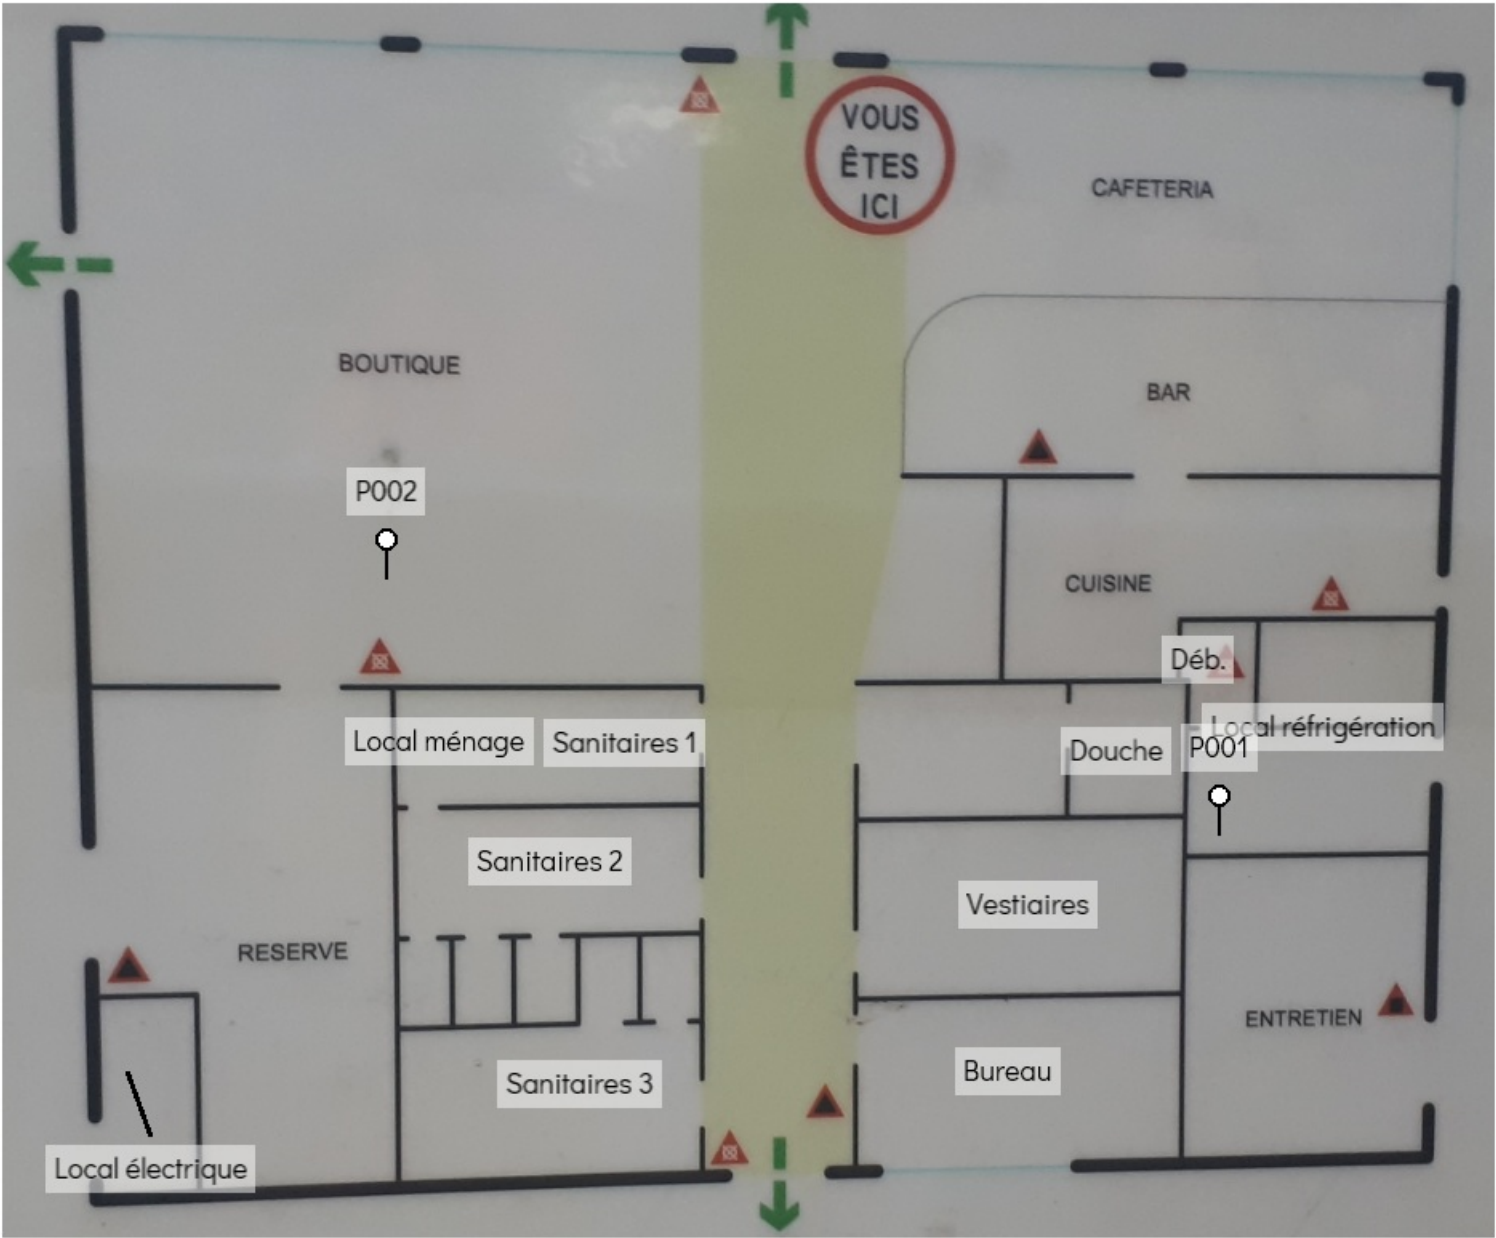 VOUS
ÊTES
ICI
CAFETERIA
BOUTIQUE
BAR
P002
CUISINE
Déb.
Local réfrigération
Local ménage
Sanitaires 1
Douche
P001
Sanitaires 2
Vestiaires
RESERVE
ENTRETIEN
Bureau
Sanitaires 3
Local électrique